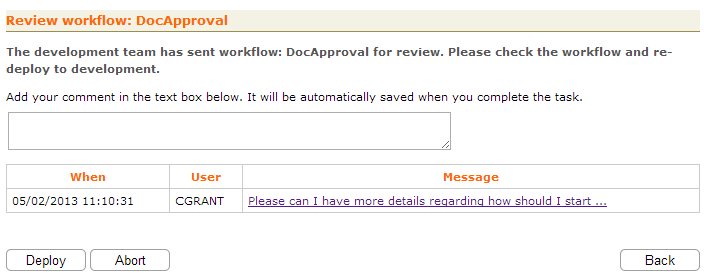 Review workflow: DocApproval
The development team has sent workflow: DocApproval for review. Please check the workflow and re-
deploy to development.
Add your comment in the text box below. It will be automatically saved when you complete the task.
When User Message
05/02/2013 11:10:31 CGRANT Please can I have more details regarding how should I start ...
Deploy Abort Back